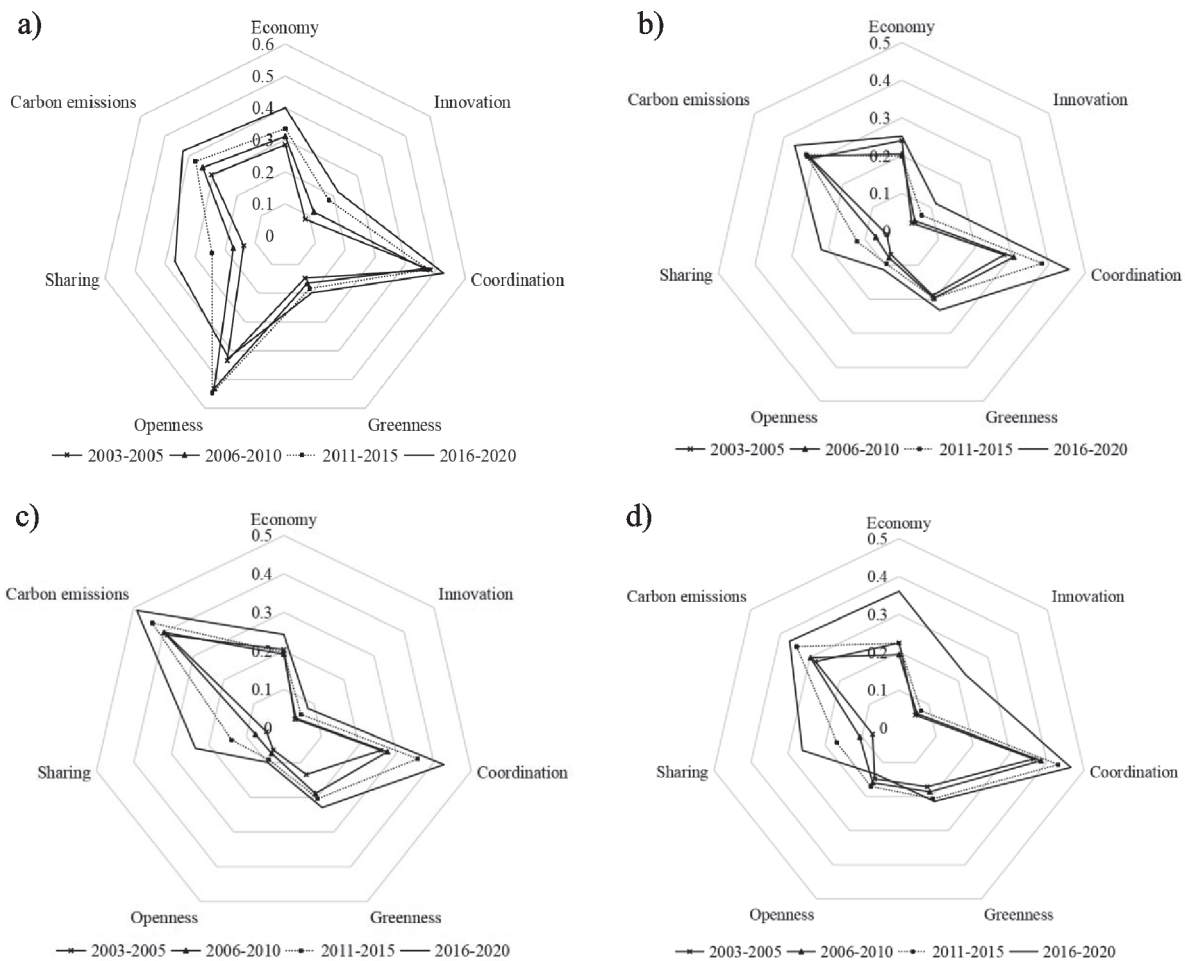 a)
Economy
0.6
0.5
0.4
0.3
0.2
0.1
0
Carbon emissions
Innovation
Sharing
Coordination
Openness
Greenness
2003-2005 2006-2010 2011-2015 2016-2020
b)
Economy
0.5
0.4
0.3
0.2
0.1
0
Carbon emissions
Innovation
Sharing
Coordination
Openness
Greenness
2003-2005 2006-2010 2011-2015 2016-2020
c)
Economy
0.5
0.4
0.3
0.2
0.1
0
Carbon emissions
Innovation
Sharing
Coordination
Openness
Greenness
2003-2005 2006-2010 2011-2015 2016-2020
d)
Economy
0.5
0.4
0.3
0.2
0.1
0
Carbon emissions
Innovation
Sharing
Coordination
Openness
Greenness
2003-2005 2006-2010 2011-2015 2016-2020